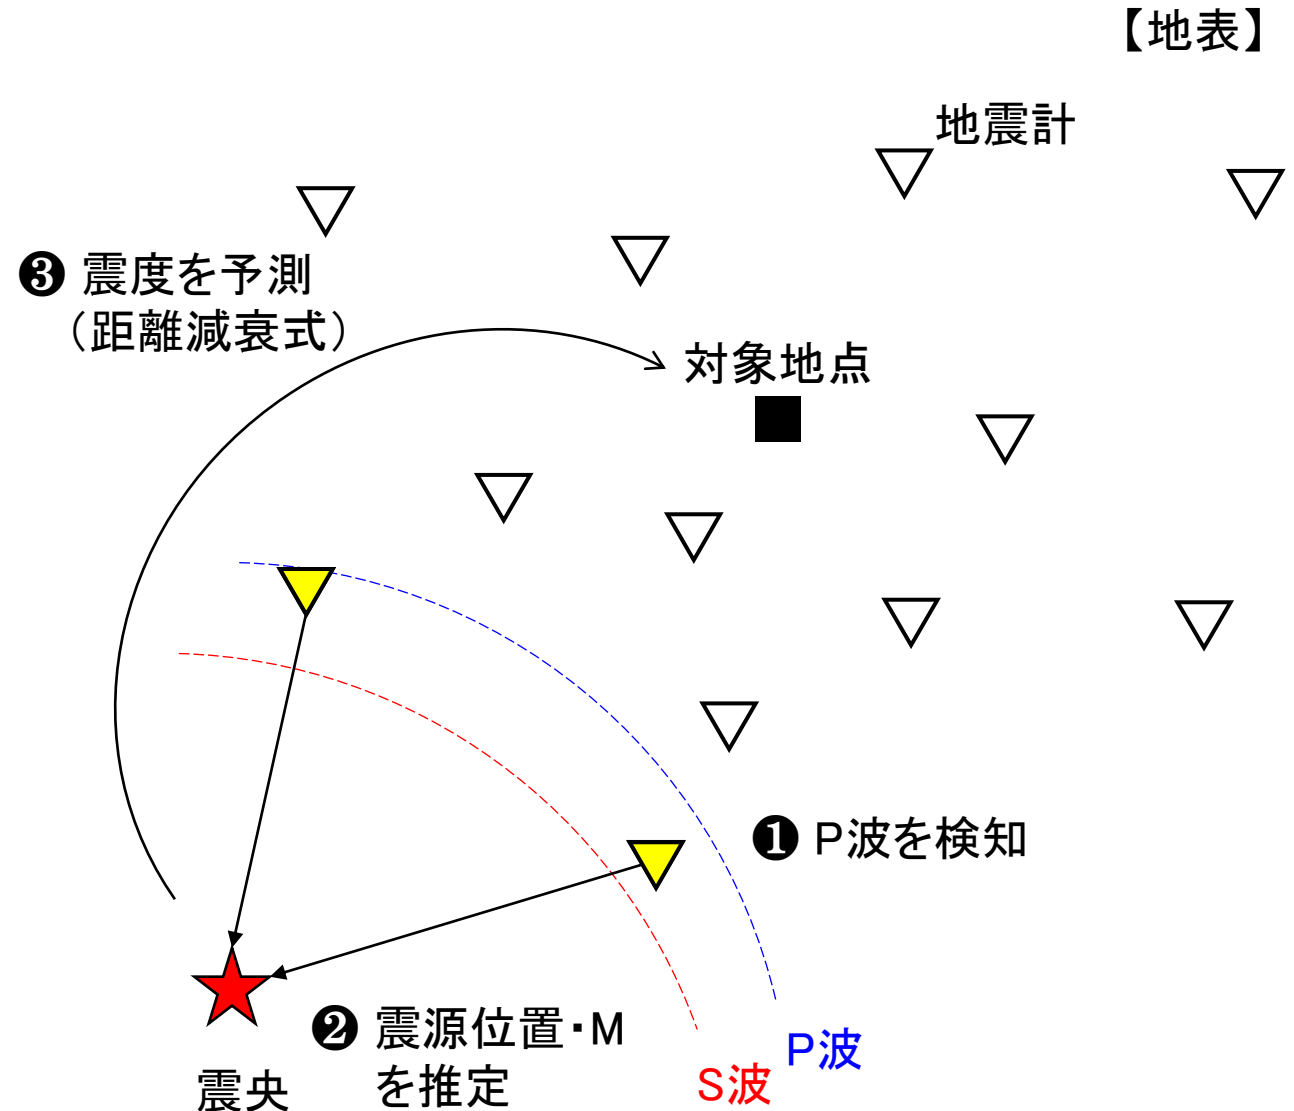 【地表】
地震計
❸ 震度を予測
（距離減衰式）
対象地点
❶ P波を検知
❷ 震源位置・M
を推定
P波
S波
震央